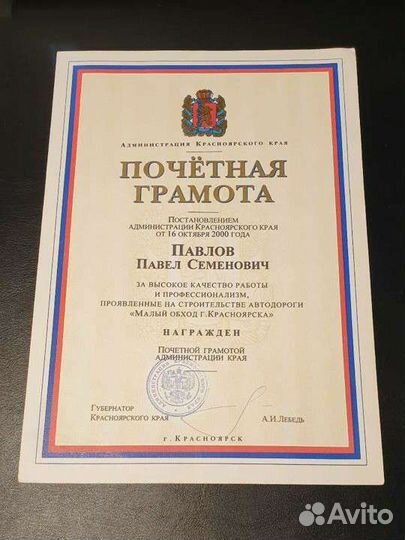 Администрация Красноярского края
ПОЧЁТНАЯ
ГРАМОТА
Постановлением
администрации Красноярского края
от 16 октября 2000 года
Павлов
Павел Семенович
за высокое качество работы
и профессионализм,
проявленные на строительстве автодороги
«Малый обход г.Красноярска»
НАГРАЖДЕН
Почетной грамотой
администрации края
Губернатор
Красноярского края
А.И.Лебедь
г.Красноярск
Avito